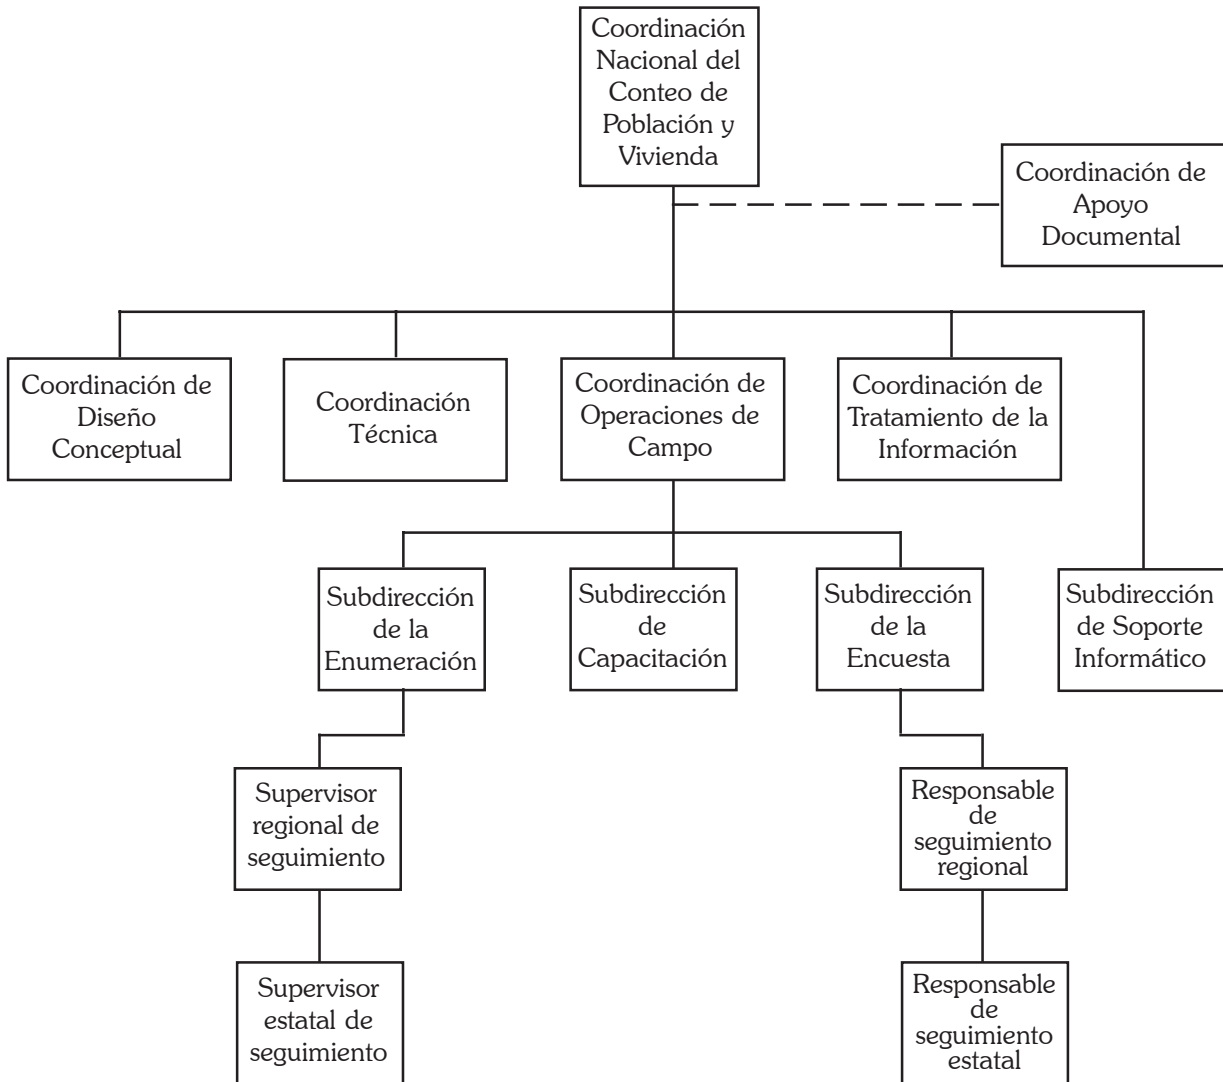 Coordinación
Nacional del
Conteo de
Población y
Vivienda
Coordinación de
Apoyo
Documental
Coordinación de
Diseño
Conceptual
Coordinación
Técnica
Coordinación de
Operaciones de
Campo
Coordinación de
Tratamiento de la
Información
Subdirección
de la
Enumeración
Subdirección
de
Capacitación
Subdirección
de la
Encuesta
Subdirección
de Soporte
Informático
Supervisor
regional de
seguimiento
Responsable
de
seguimiento
regional
Supervisor
estatal de
seguimiento
Responsable
de
seguimiento
estatal